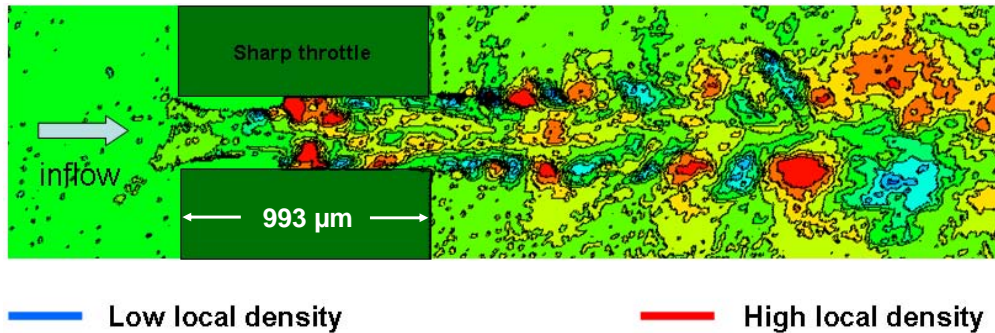 Sharp throttle
inflow
993 µm
Low local density
High local density